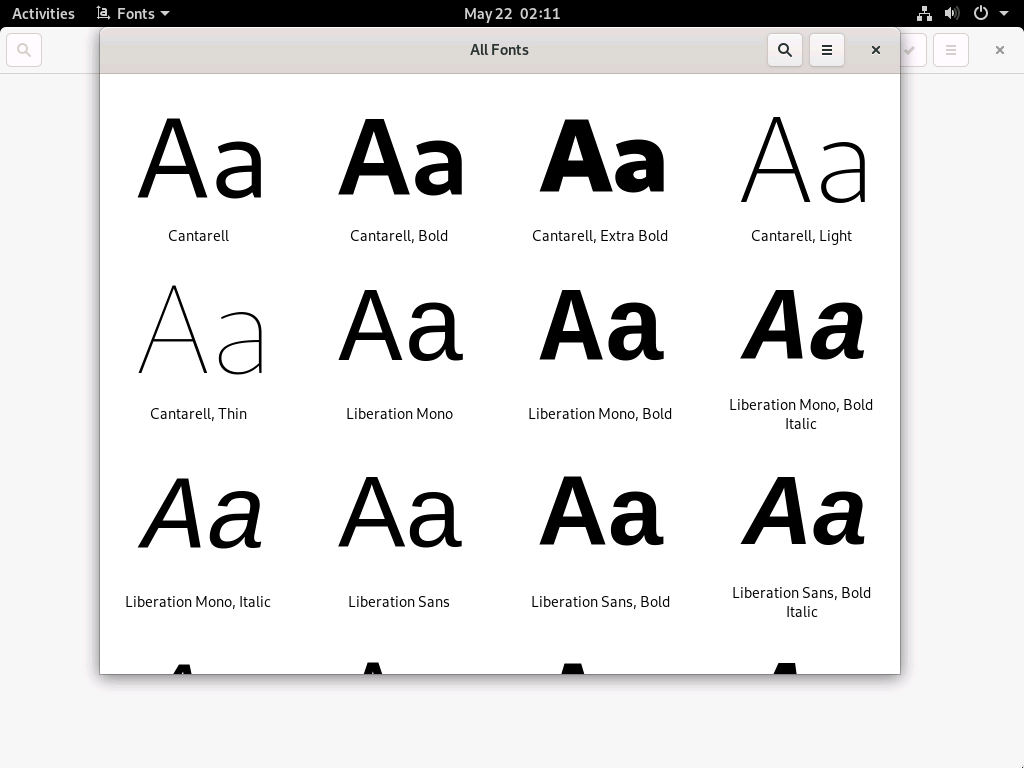 Activities Fonts May 22 02:11
All Fonts
Aa Aa Aa Aa
Cantarell Cantarell, Bold Cantarell, Extra Bold Cantarell, Light
Aa Aa Aa Aa
Cantarell, Thin Liberation Mono Liberation Mono, Bold Liberation Mono, Bold
Italic
Aa Aa Aa Aa
Liberation Mono, Italic Liberation Sans Liberation Sans, Bold Liberation Sans, Bold
Italic